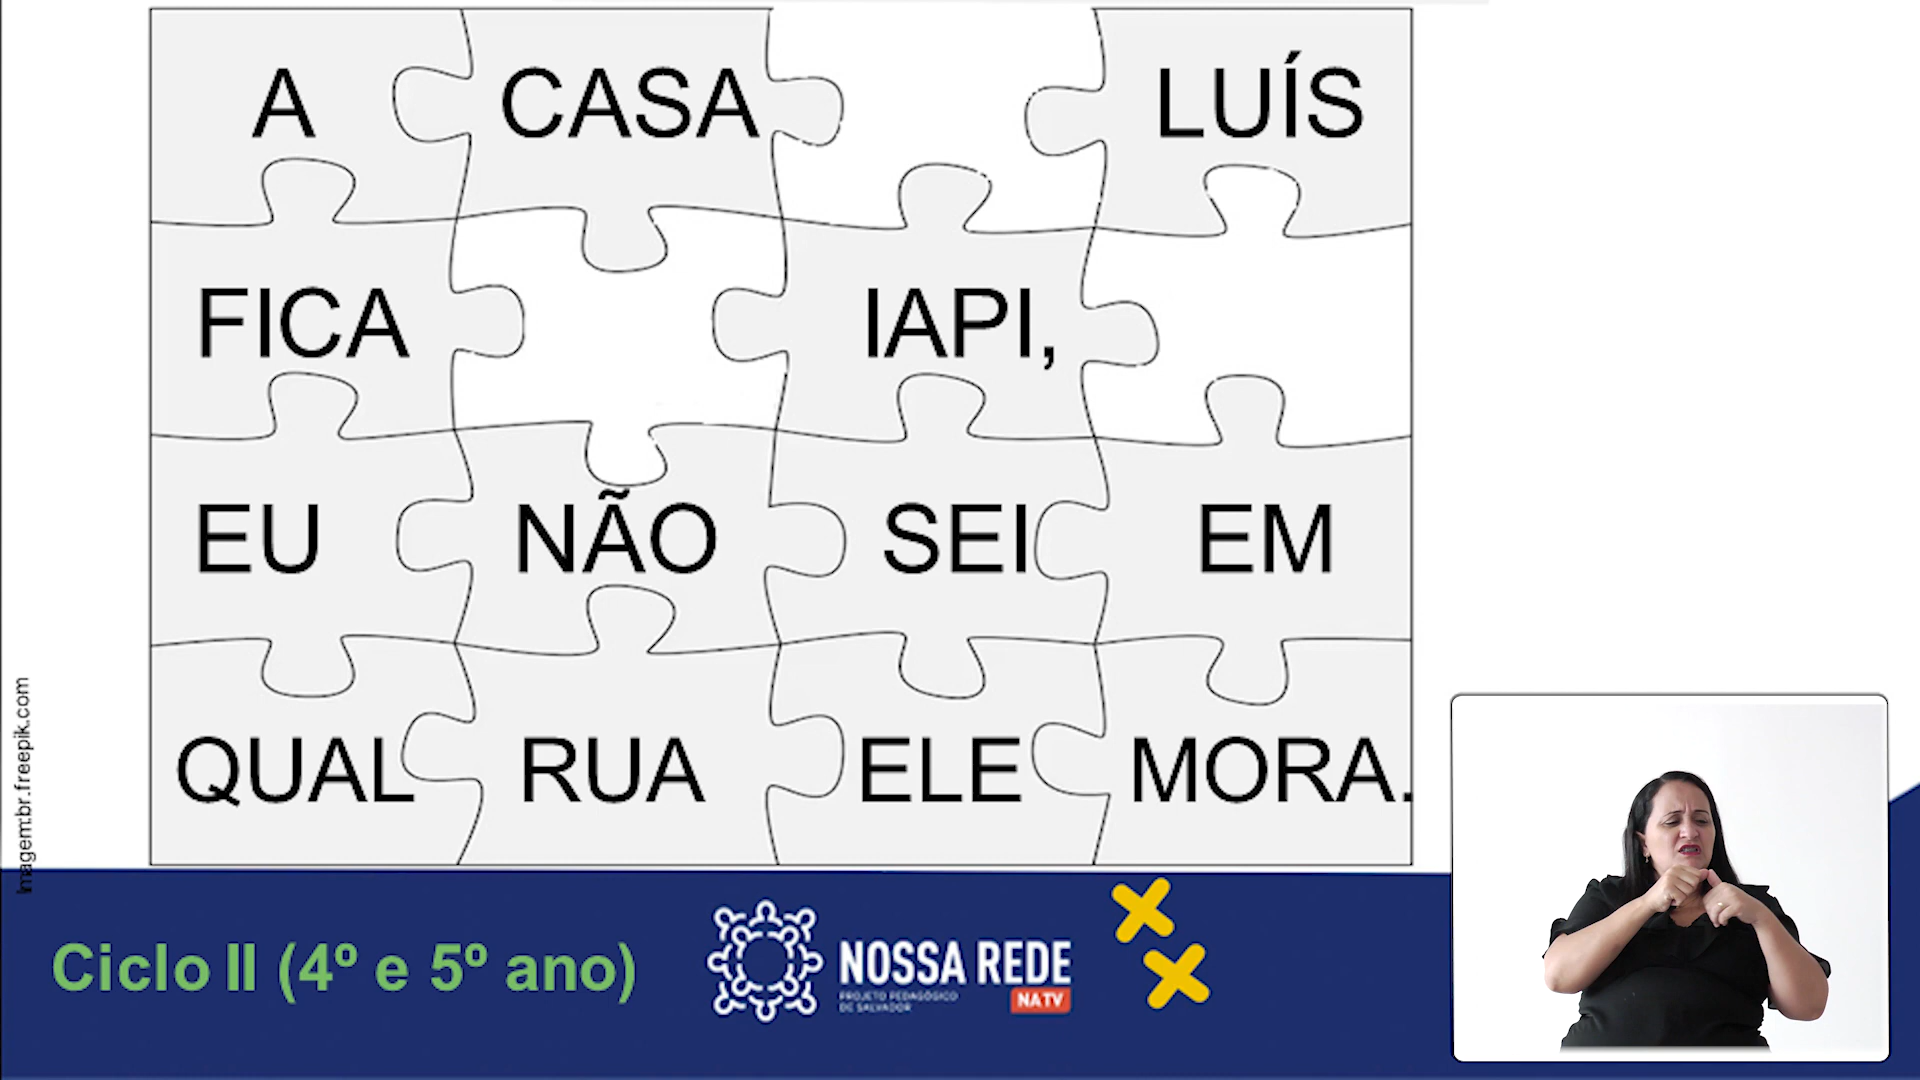 A CASA LUÍS
FICA IAPI,
EU NÃO SEI EM
QUAL RUA ELE MORA.
Imagem:br.freepik.com
Ciclo II (4º e 5º ano)
NOSSA REDE
PROJETO PEDAGÓGICO
DE SALVADOR
NA TV